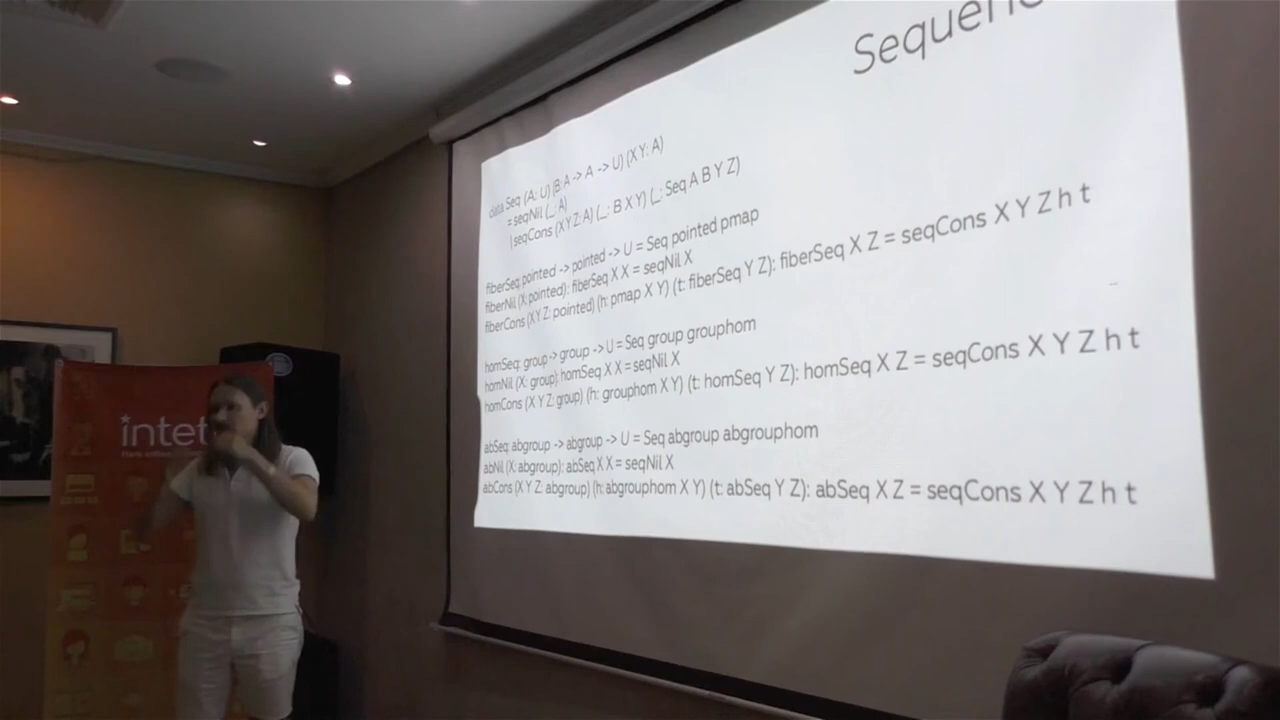 Sequen
data Seq (A: U) (B: A -> A -> U) (X Y: A)
= seqNil (_: A)
| seqCons (X Y Z: A) (_: B X Y) (_: Seq A B Y Z)
fiberSeq: pointed -> pointed -> U = Seq pointed pmap
fiberNil (X: pointed): fiberSeq X X = seqNil X
fiberCons (X Y Z: pointed) (h: pmap X Y) (t: fiberSeq Y Z): fiberSeq X Z = seqCons X Y Z h t
homSeq: group -> group -> U = Seq group grouphom
homNil (X: group): homSeq X X = seqNil X
homCons (X Y Z: group) (h: grouphom X Y) (t: homSeq Y Z): homSeq X Z = seqCons X Y Z h t
abSeq: abgroup -> abgroup -> U = Seq abgroup abgrouphom
abNil (X: abgroup): abSeq X X = seqNil X
abCons (X Y Z: abgroup) (h: abgrouphom X Y) (t: abSeq Y Z): abSeq X Z = seqCons X Y Z h t
intet